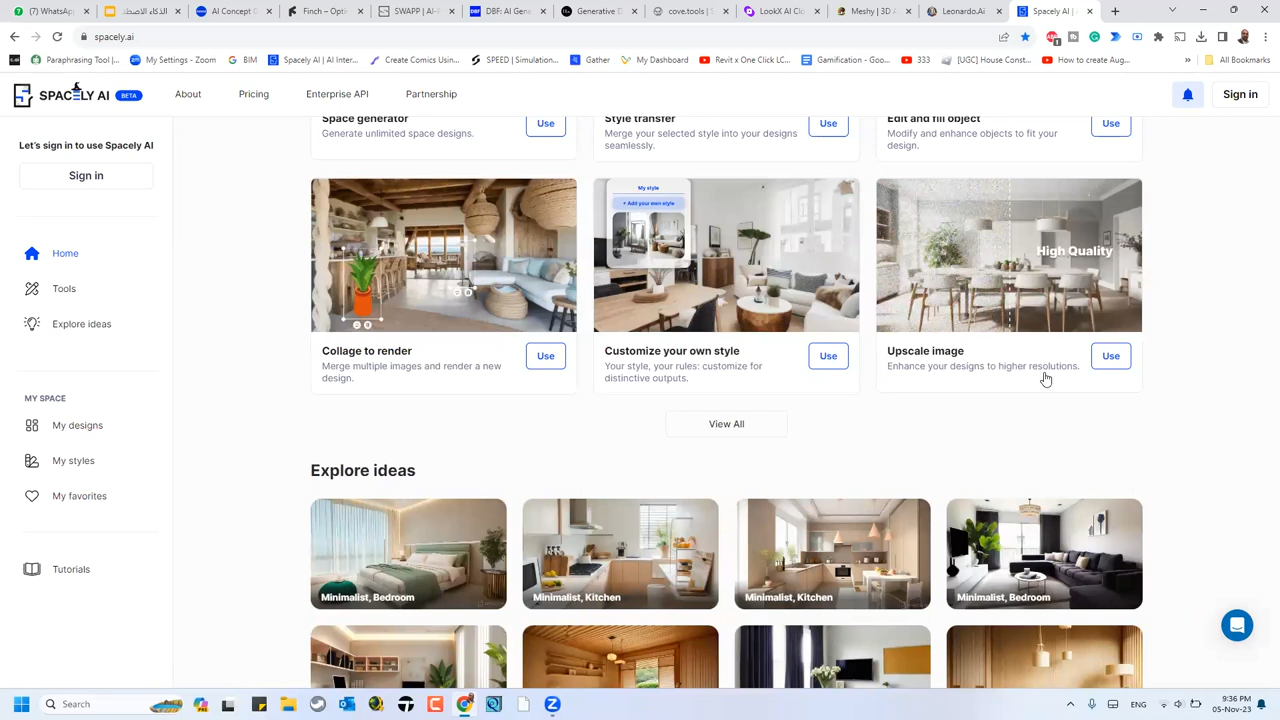 WhatsApp
الذكاء الاصطـ
AI Concept G
Finch – Optim
SWAPP | AI-P
DBF: AI Gene
Generative D
cove.tools | S
LookX AI Clo
Meshy | 3D A
Leonardo.Ai
Spacely AI | A
spacely.ai
Paraphrasing Tool |...
My Settings - Zoom
BIM
Spacely AI | AI Inter...
Create Comics Usin...
SPEED | Simulation...
Gather
My Dashboard
Revit x One Click LC...
Gamification - Goo...
333
[UGC] House Const...
How to create Aug...
All Bookmarks
SPACELY AI
BETA
About
Pricing
Enterprise API
Partnership
Sign in
Let's sign in to use Spacely AI
Sign in
Home
Tools
Explore ideas
MY SPACE
My designs
My styles
My favorites
Tutorials
Space generator
Generate unlimited space designs.
Use
Style transfer
Merge your selected style into your designs
seamlessly.
Use
Edit and fill object
Modify and enhance objects to fit your
design.
Use
My style
+ Add your own style
High Quality
Collage to render
Merge multiple images and render a new
design.
Use
Customize your own style
Your style, your rules: customize for
distinctive outputs.
Use
Upscale image
Enhance your designs to higher resolutions.
Use
View All
Explore ideas
Minimalist, Bedroom
Minimalist, Kitchen
Minimalist, Kitchen
Minimalist, Bedroom
Search
ENG
9:36 PM
05-Nov-23